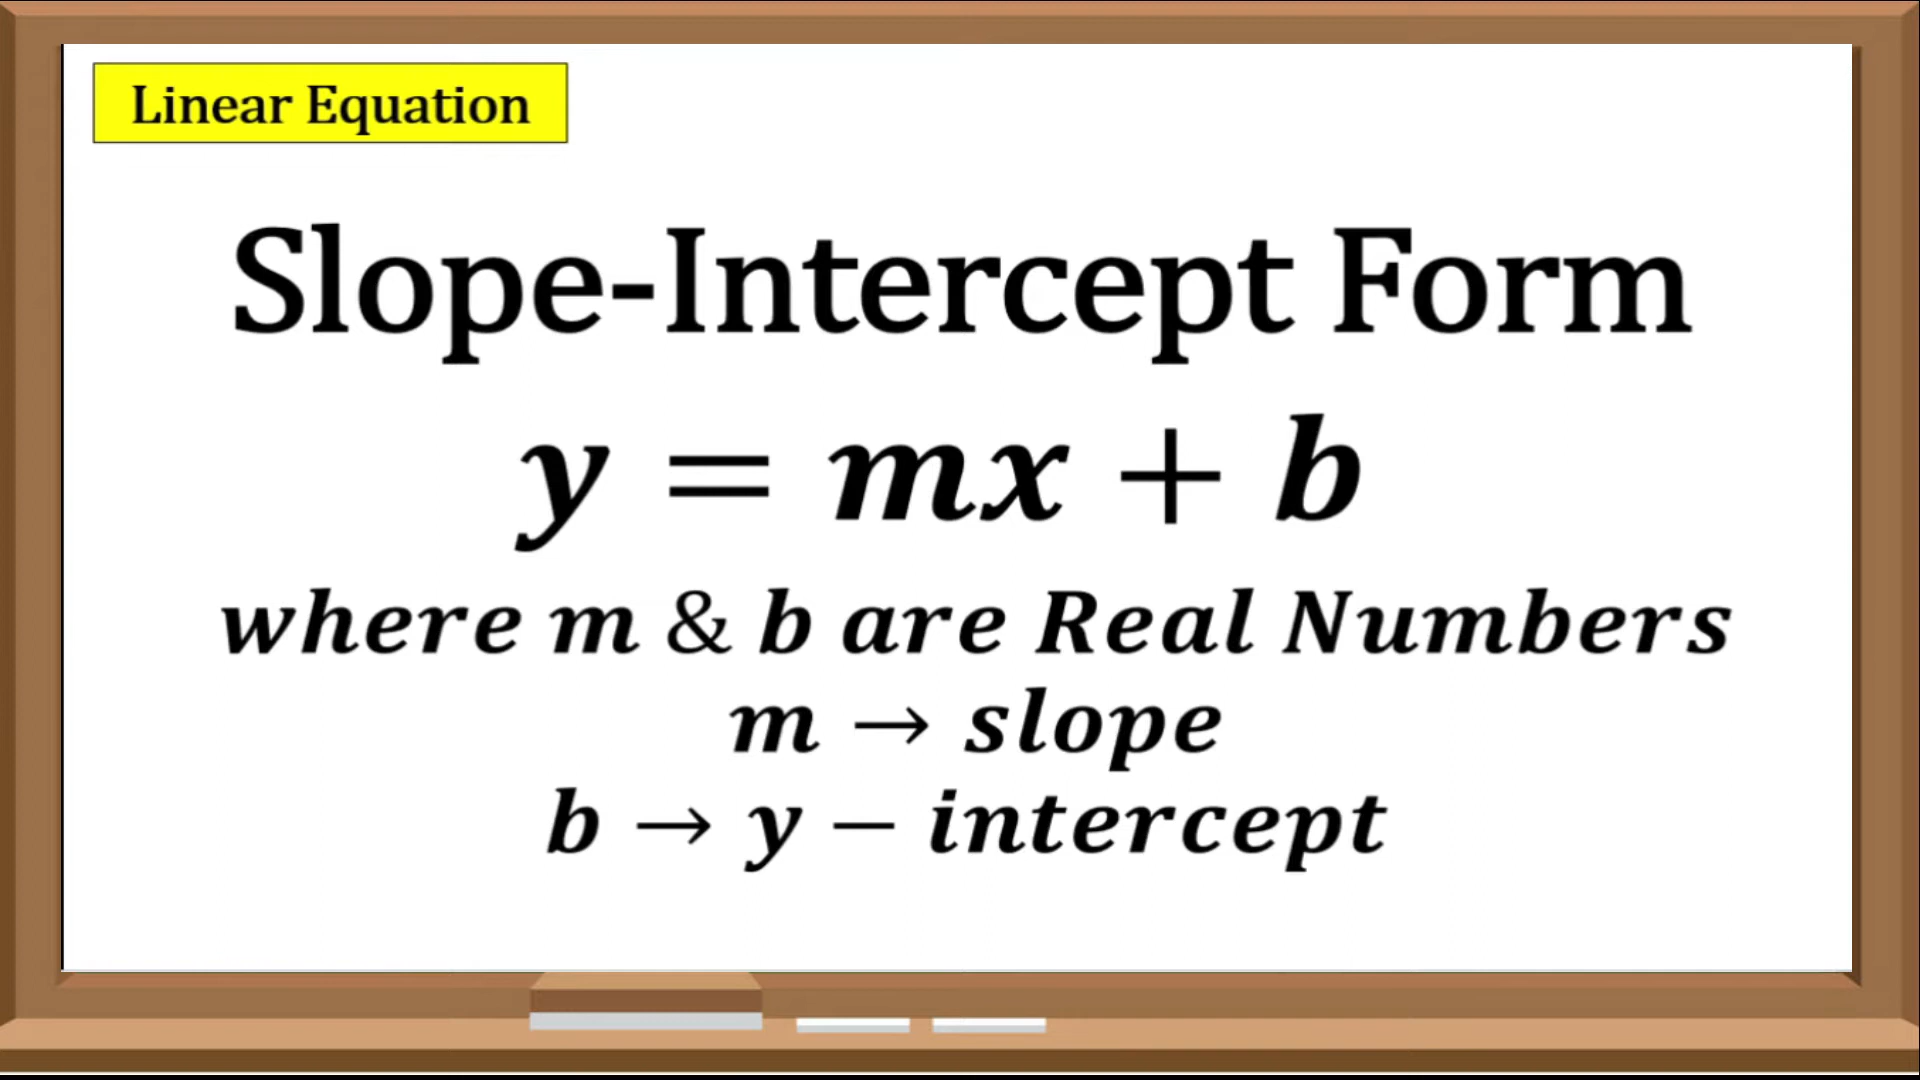 Linear Equation
Slope-Intercept Form
y = mx + b
where m & b are Real Numbers
m → slope
b → y − intercept